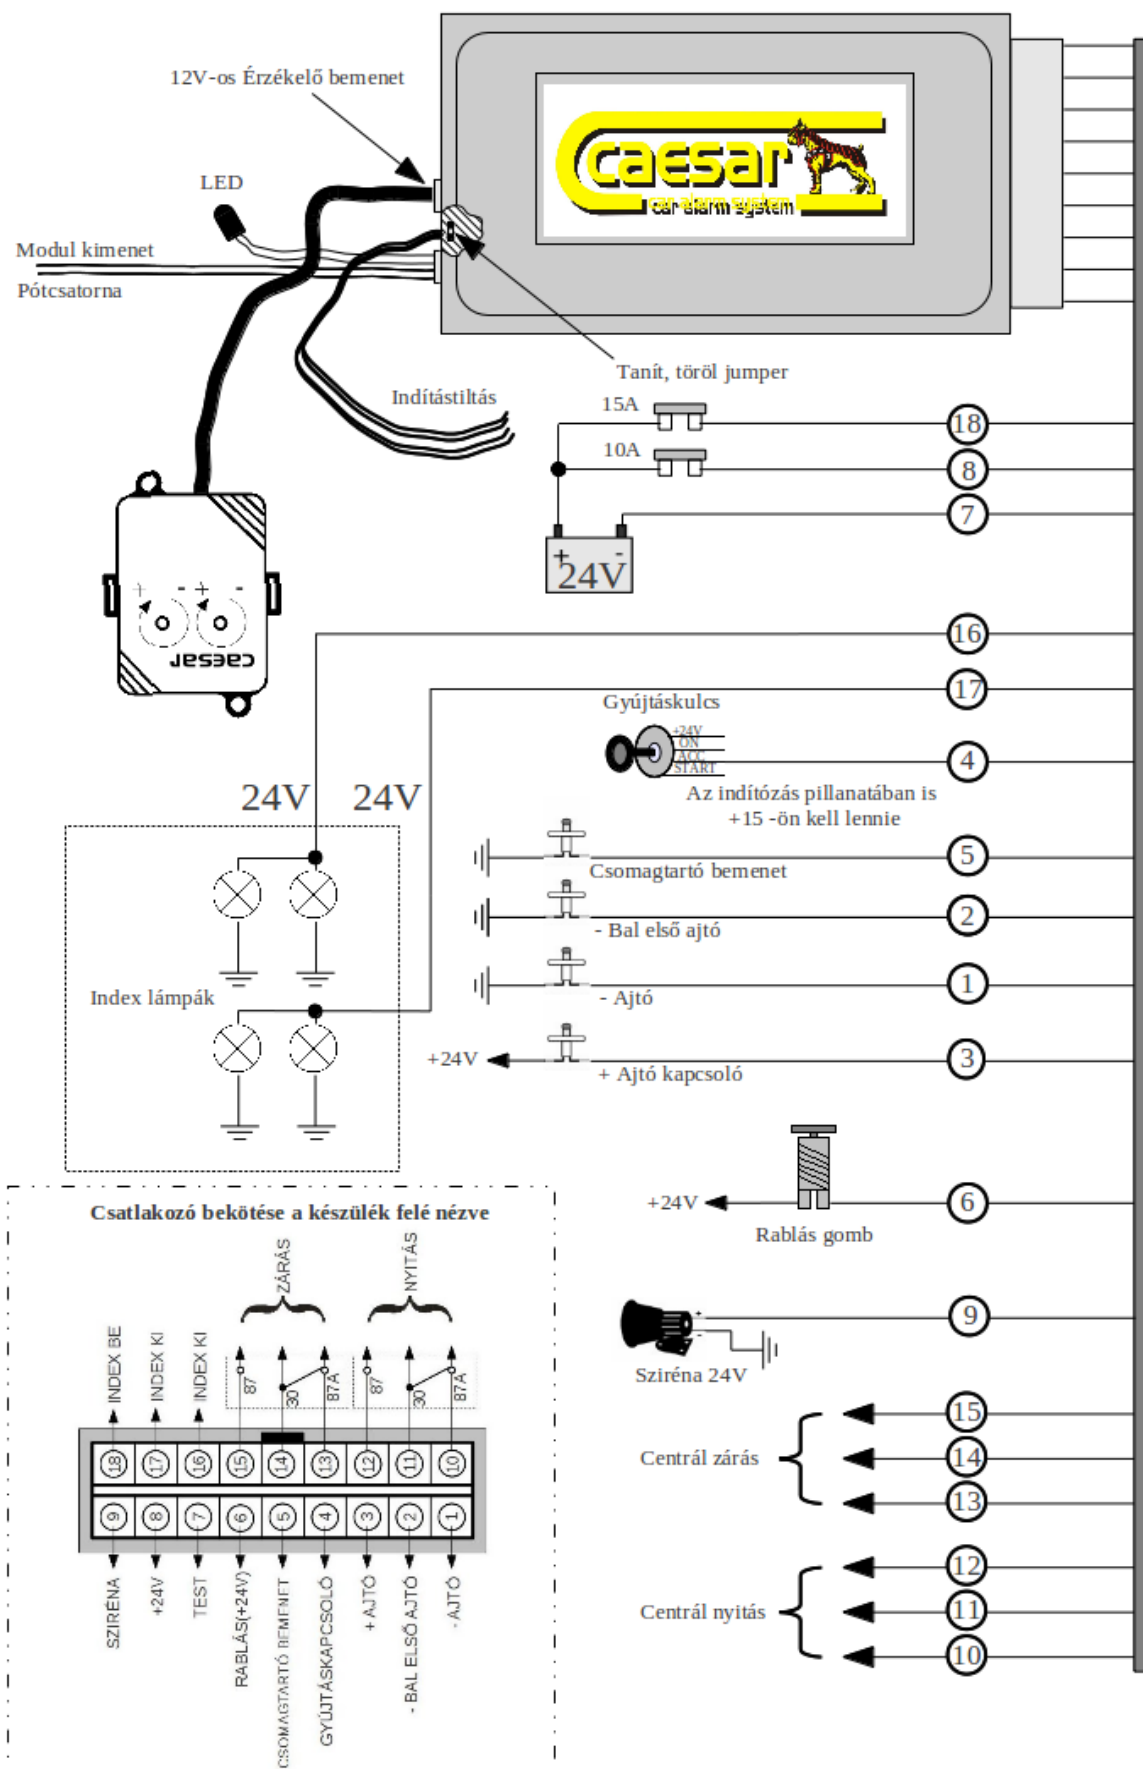 12V-os Érzékelő bemenet
caesar
car alarm system
LED
Modul kimenet
Pótcsatorna
Tanít, töröl jumper
Indítástiltás
15A
18
10A
8
7
+ -
24V
+ - + -
caesar
16
17
Gyújtáskulcs
+24V
ON
ACC
START
4
Az indítózás pillanatában is
+15 -ön kell lennie
24V 24V
5
Csomagtartó bemenet
2
- Bal első ajtó
1
- Ajtó
Index lámpák
+24V
3
+ Ajtó kapcsoló
+24V
6
Rablás gomb
+
-
9
Sziréna 24V
15
Centrál zárás
14
13
12
Centrál nyitás
11
10
Csatlakozó bekötése a készülék felé nézve
ZÁRÁS
NYITÁS
INDEX BE
INDEX KI
INDEX KI
87
30
87A
87
30
87A
18 17 16 15 14 13 12 11 10
9 8 7 6 5 4 3 2 1
SZIRÉNA
+24V
TEST
RABLÁS(+24V)
CSOMAGTARTÓ BEMENET
GYÚJTÁSKAPCSOLÓ
+ AJTÓ
- BAL ELSŐ AJTÓ
- AJTÓ